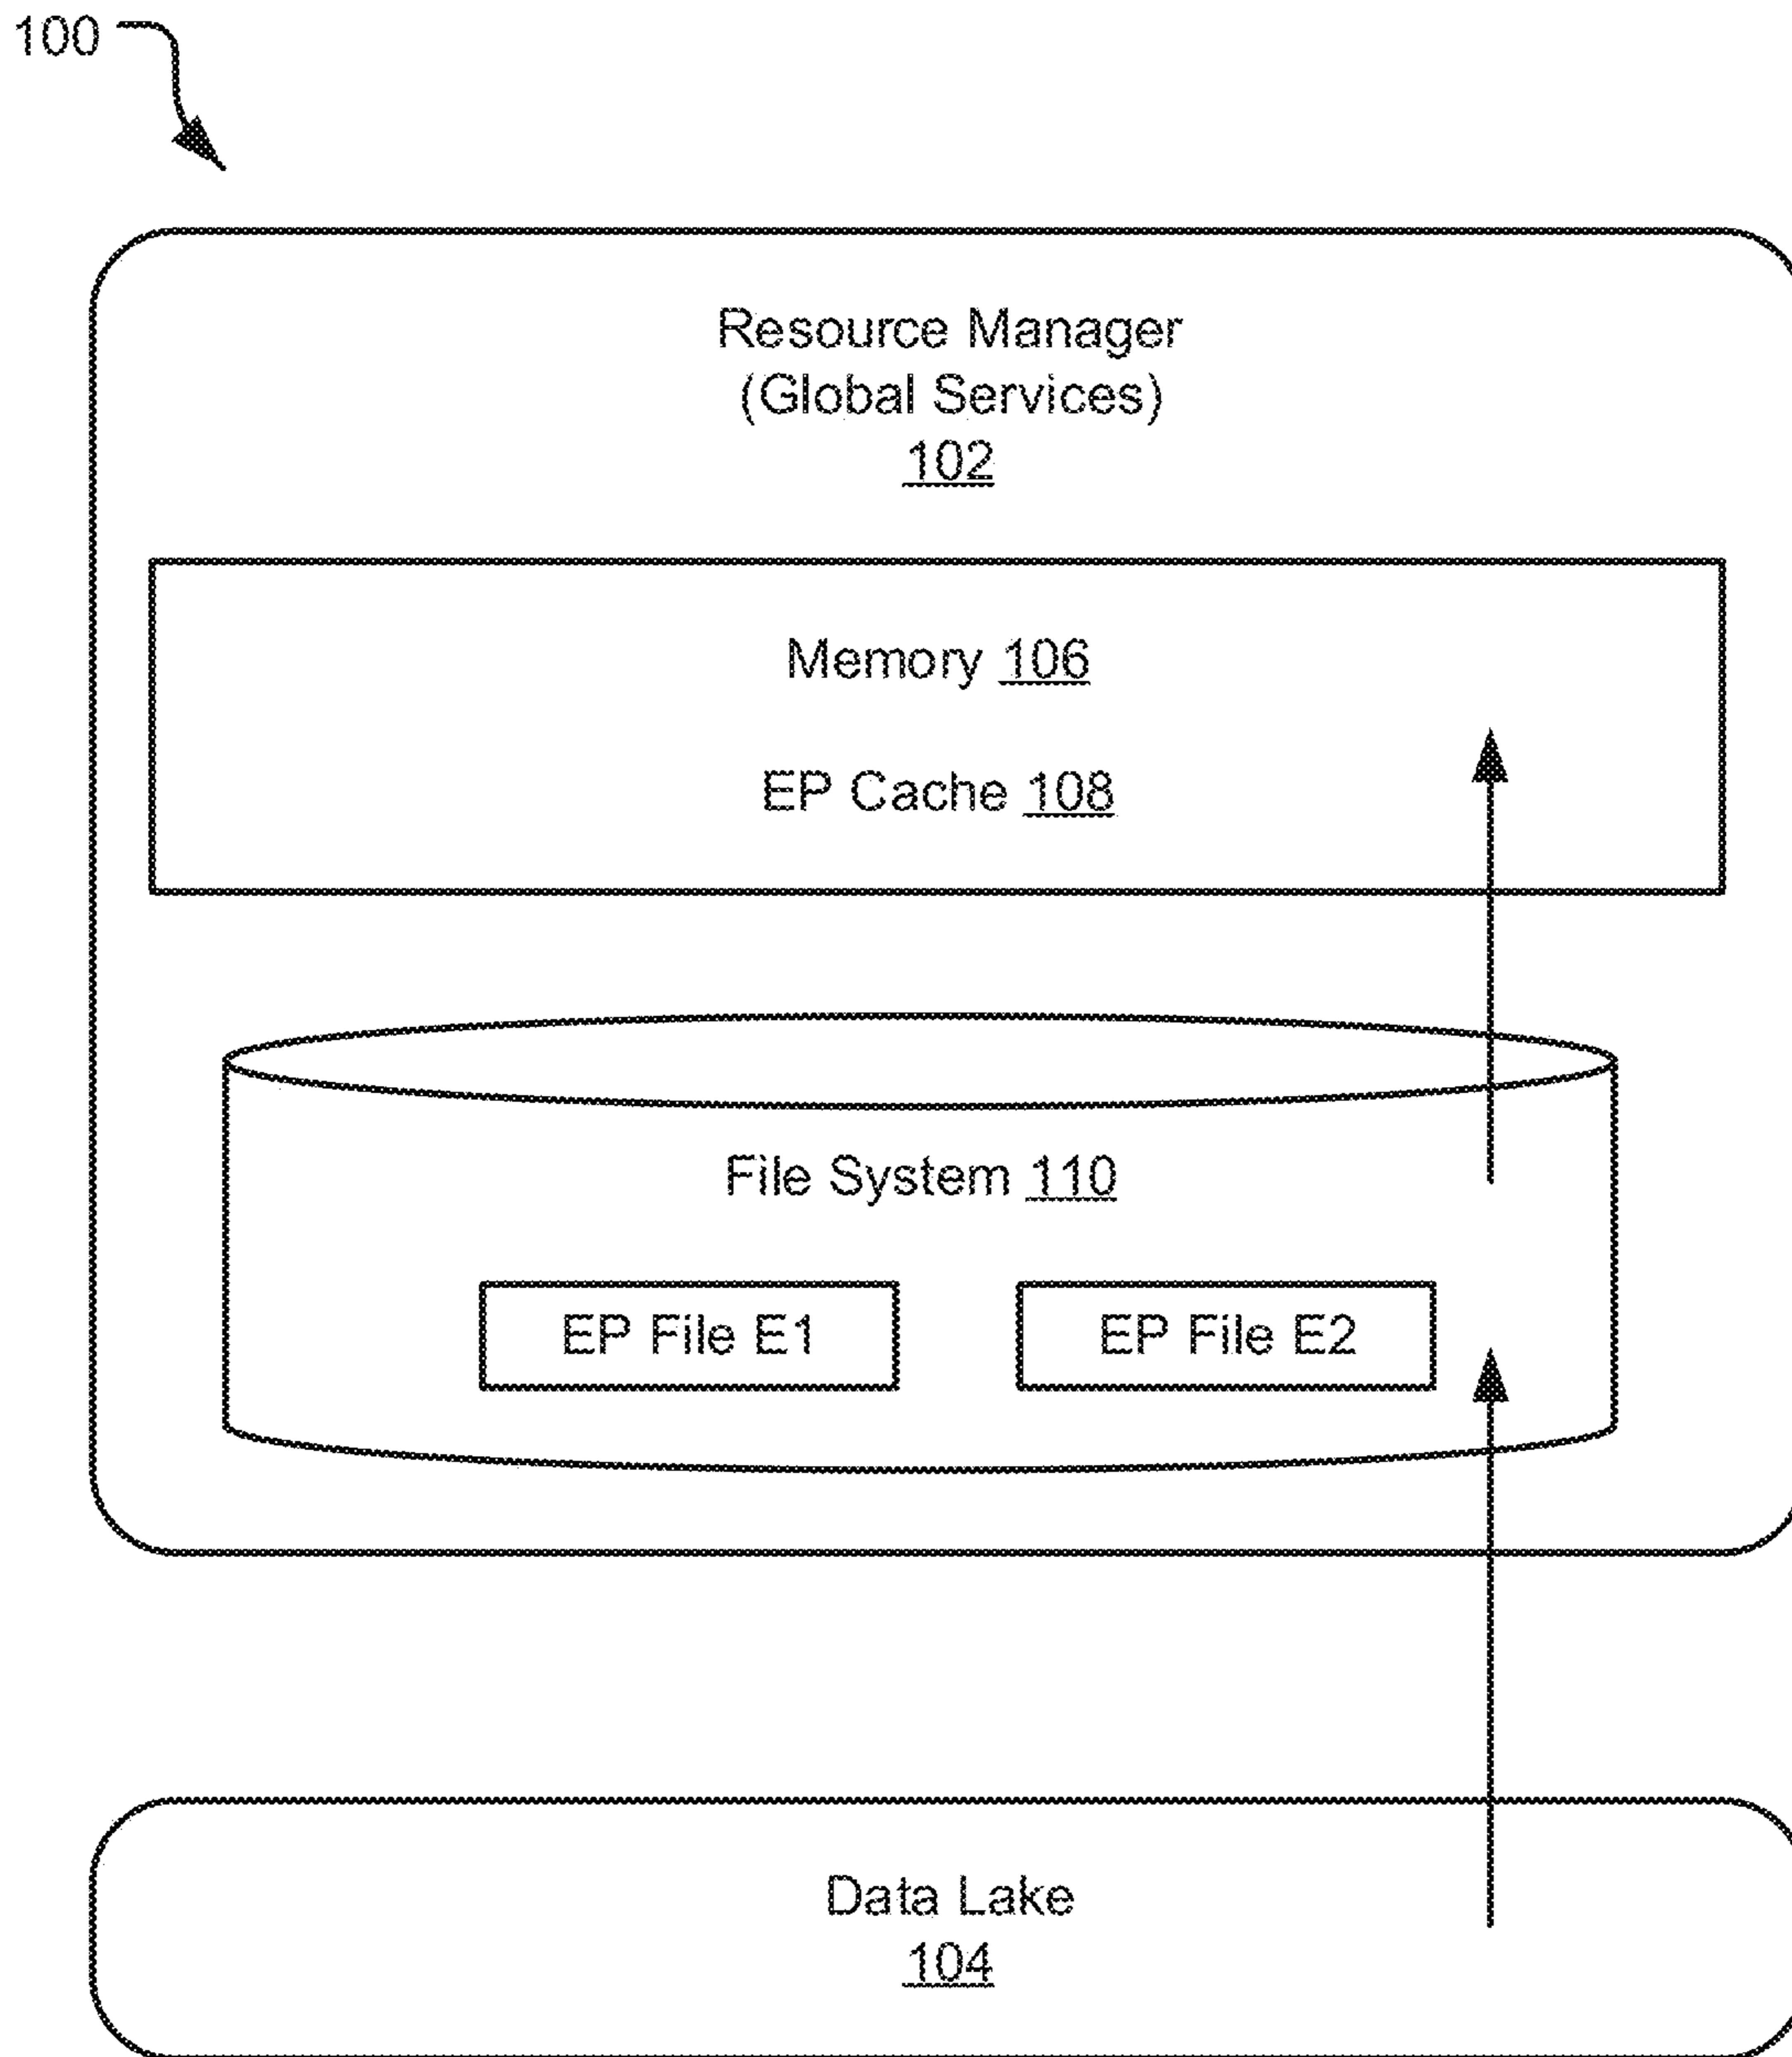 100
Resource Manager
(Global Services)
102
Memory 106
EP Cache 108
File System 110
EP File E1
EP File E2
Data Lake
104